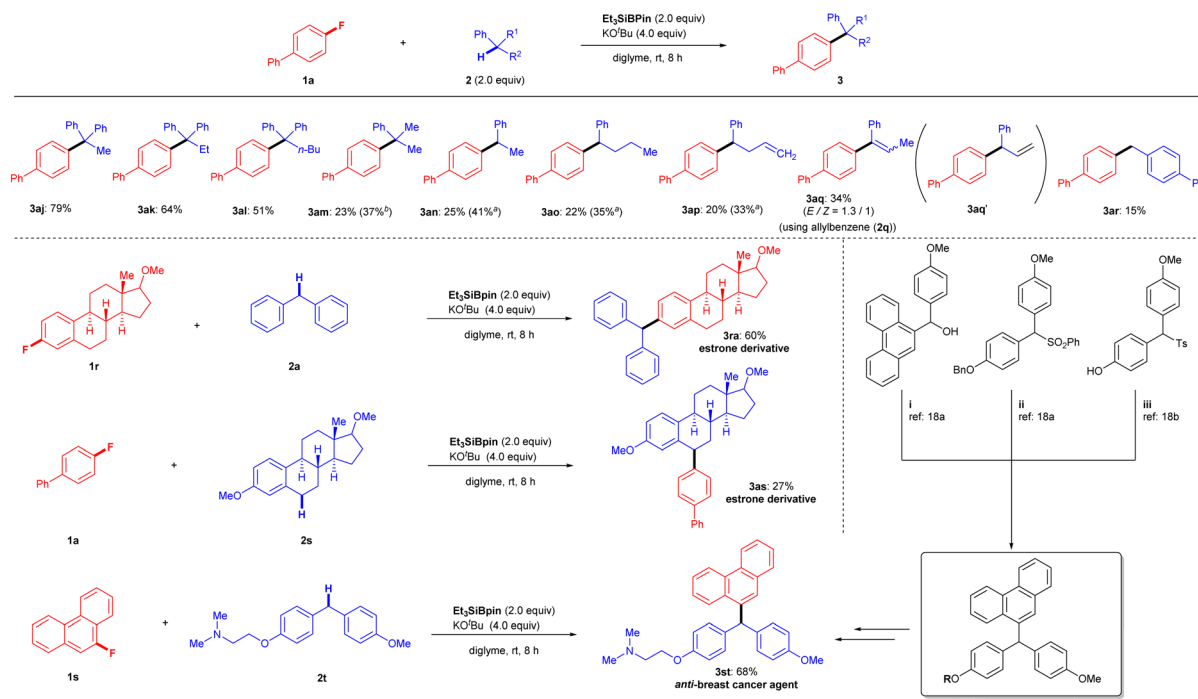 F
Ph
1a
+
Ph R¹
H R²
2 (2.0 equiv)
Et₃SiBPin (2.0 equiv)
KOᵗBu (4.0 equiv)
diglyme, rt, 8 h
Ph R¹
R²
Ph
3
Ph Ph
Me
Ph
3aj: 79%
Ph Ph
Et
Ph
3ak: 64%
Ph Ph
n-Bu
Ph
3al: 51%
Ph Me
Me
Ph
3am: 23% (37%ᵇ)
Ph
Me
Ph
3an: 25% (41%ᵃ)
Ph
Me
Ph
3ao: 22% (35%ᵃ)
Ph
CH₂
Ph
3ap: 20% (33%ᵃ)
Ph
Me
Ph
3aq: 34%
(E / Z = 1.3 / 1)
(using allylbenzene (2q))
Ph
Ph
3aq'
Ph
P
3ar: 15%
Me OMe
H
H H
F
1r
+
H
2a
Et₃SiBpin (2.0 equiv)
KOᵗBu (4.0 equiv)
diglyme, rt, 8 h
Me OMe
H
H H
3ra: 60%
estrone derivative
F
Ph
1a
+
Me OMe
H
H H
MeO
H
2s
Et₃SiBpin (2.0 equiv)
KOᵗBu (4.0 equiv)
diglyme, rt, 8 h
Me OMe
H
H H
MeO
Ph
3as: 27%
estrone derivative
F
1s
+
H
Me
N
Me
O
OMe
2t
Et₃SiBpin (2.0 equiv)
KOᵗBu (4.0 equiv)
diglyme, rt, 8 h
Me
N
Me
O
OMe
3st: 68%
anti-breast cancer agent
OMe
OH
i
ref: 18a
OMe
SO₂Ph
BnO
ii
ref: 18a
OMe
Ts
HO
iii
ref: 18b
OR
OMe